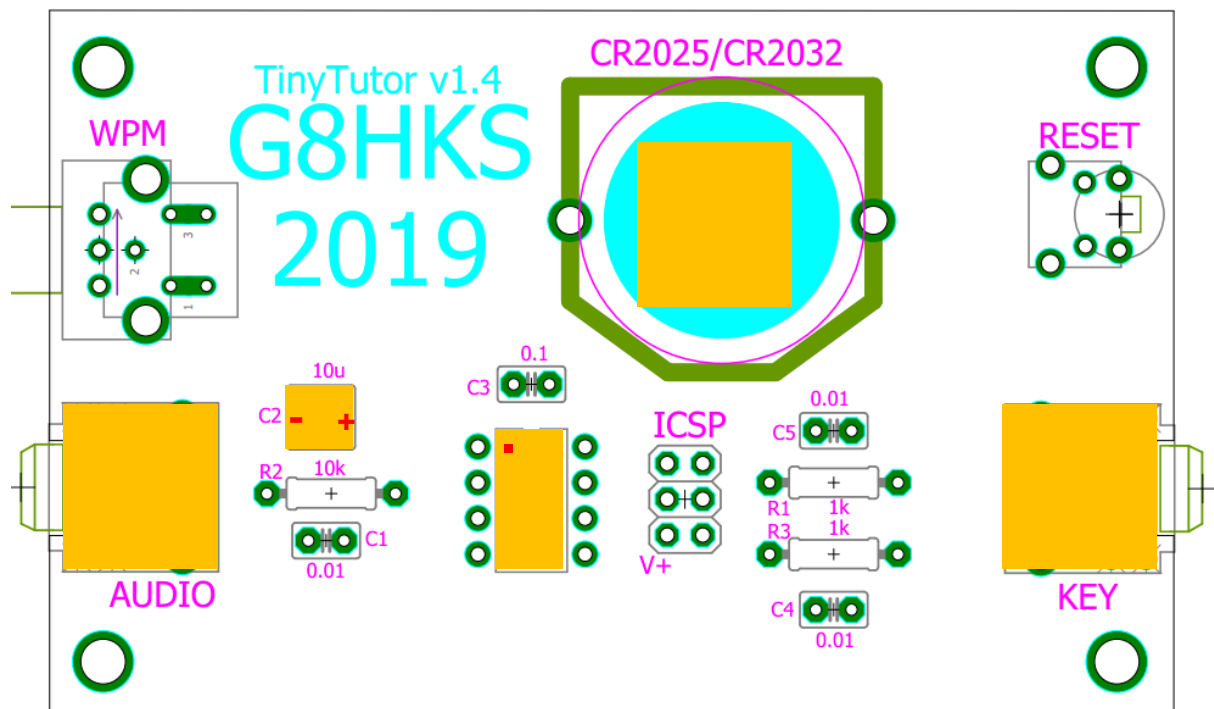 CR2025/CR2032
TinyTutor v1.4
G8HKS
2019
WPM
RESET
3
2
1
0.1
C3
10u
C2
-
+
R2
10k
C1
0.01
AUDIO
ICSP
V+
0.01
C5
R1
1k
R3
1k
C4
0.01
KEY